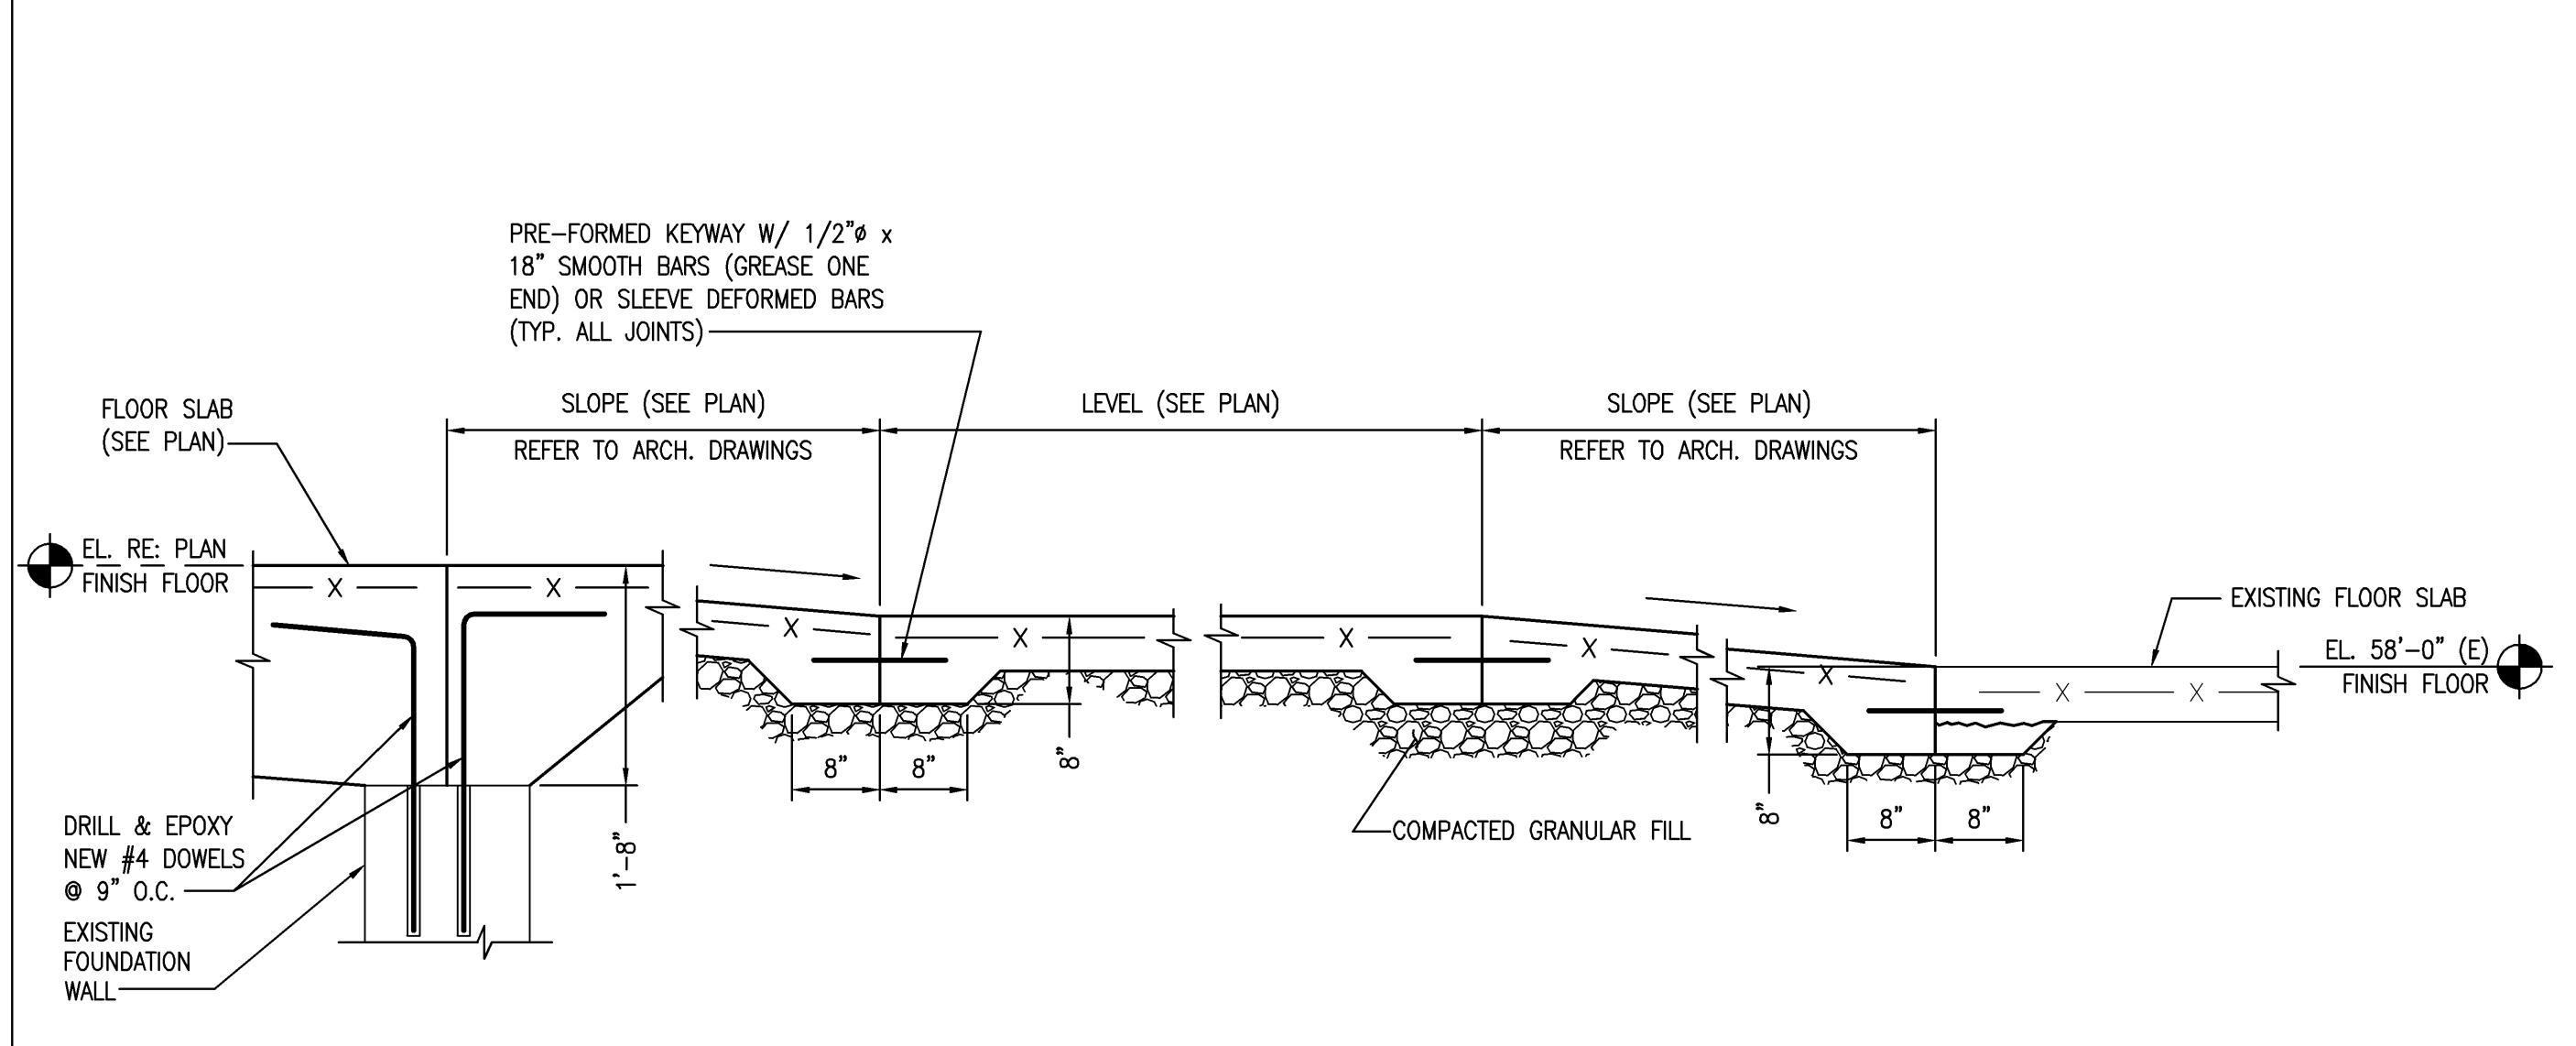 PRE-FORMED KEYWAY W/ 1/2"ø x
18" SMOOTH BARS (GREASE ONE
END) OR SLEEVE DEFORMED BARS
(TYP. ALL JOINTS)
FLOOR SLAB
(SEE PLAN)
SLOPE (SEE PLAN)
REFER TO ARCH. DRAWINGS
LEVEL (SEE PLAN)
SLOPE (SEE PLAN)
REFER TO ARCH. DRAWINGS
EL. RE: PLAN
FINISH FLOOR
X
X
X
X
X
X
X
X
X
EXISTING FLOOR SLAB
EL. 58'-0" (E)
FINISH FLOOR
8"
8"
8"
8"
8"
8"
1'-8"
COMPACTED GRANULAR FILL
DRILL & EPOXY
NEW #4 DOWELS
@ 9" O.C.
EXISTING
FOUNDATION
WALL